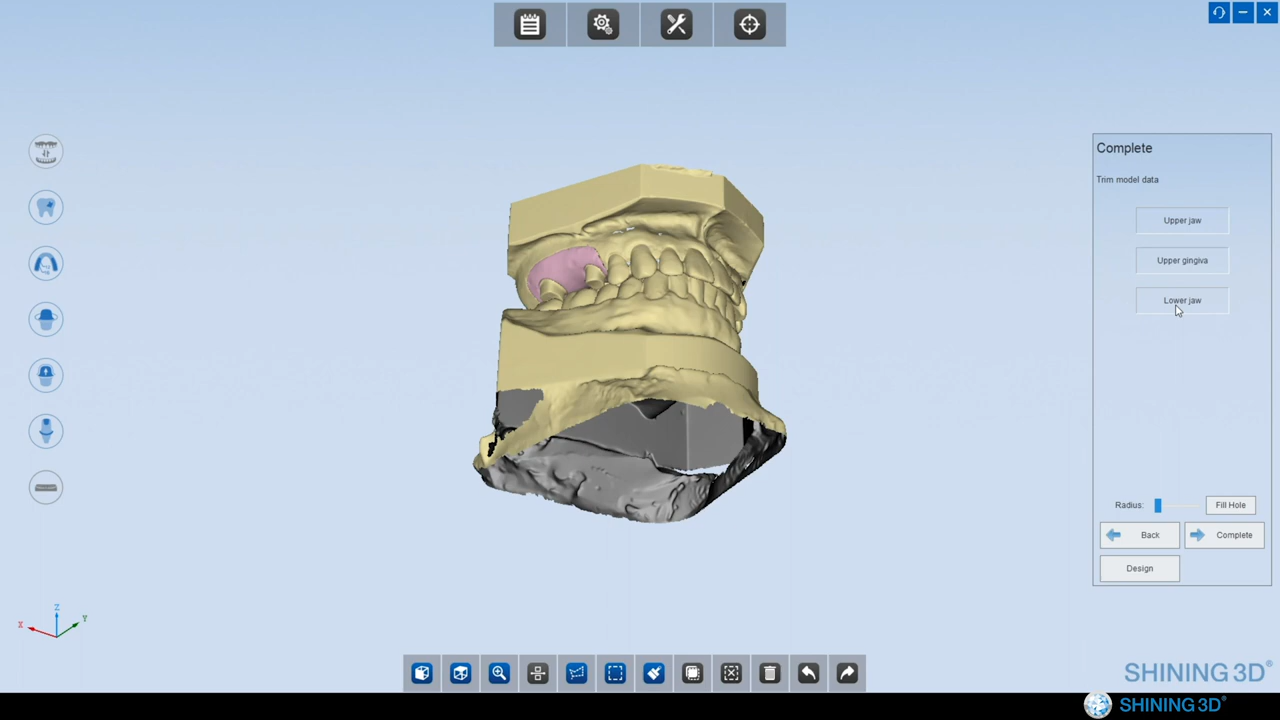 Complete
Trim model data
Upper jaw
Upper gingiva
Lower jaw
Radius:
Fill Hole
Back
Complete
Design
Z
X
Y
SHINING 3D®
SHINING 3D®